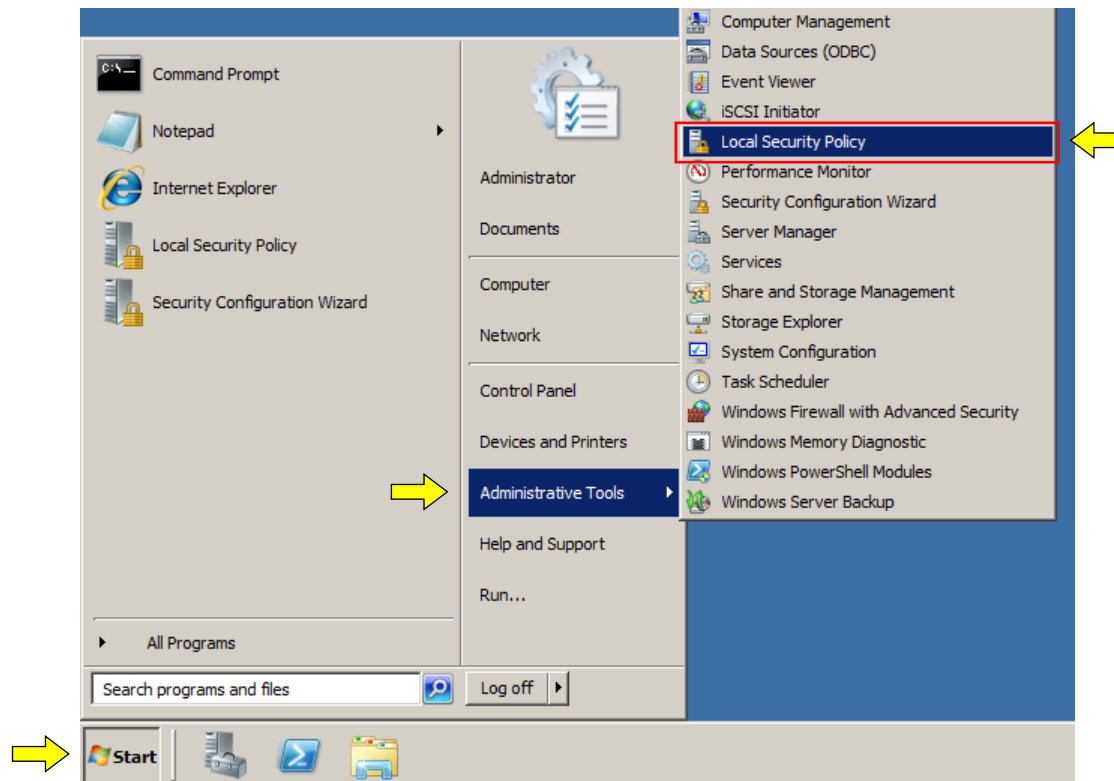 C:\
Command Prompt
Notepad
Internet Explorer
Local Security Policy
Security Configuration Wizard
All Programs
Search programs and files
Administrator
Documents
Computer
Network
Control Panel
Devices and Printers
Administrative Tools
Help and Support
Run...
Log off
Computer Management
Data Sources (ODBC)
Event Viewer
iSCSI Initiator
Local Security Policy
Performance Monitor
Security Configuration Wizard
Server Manager
Services
Share and Storage Management
Storage Explorer
System Configuration
Task Scheduler
Windows Firewall with Advanced Security
Windows Memory Diagnostic
Windows PowerShell Modules
Windows Server Backup
Start